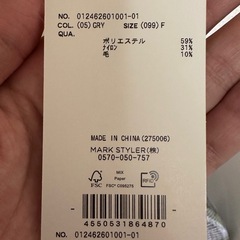 NO. 012462601001-01
COL. (05) GRY SIZE (099) F
QUA.
ポリエステル 59%
ナイロン 31%
毛 10%
MADE IN CHINA (275006)
MARK STYLER(株)
0570-050-757
MIX
Paper
FSC
FSC® C098276
RFID
4550531864870
NO. 012462601001-01